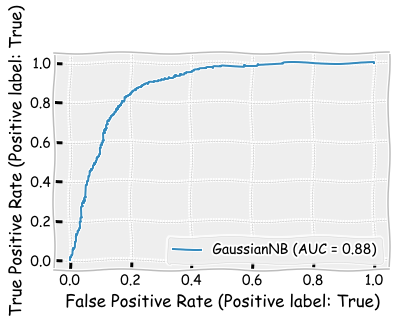 True Positive Rate (Positive label: True)
1.0
0.8
0.6
0.4
0.2
0.0
GaussianNB (AUC = 0.88)
0.0 0.2 0.4 0.6 0.8 1.0
False Positive Rate (Positive label: True)